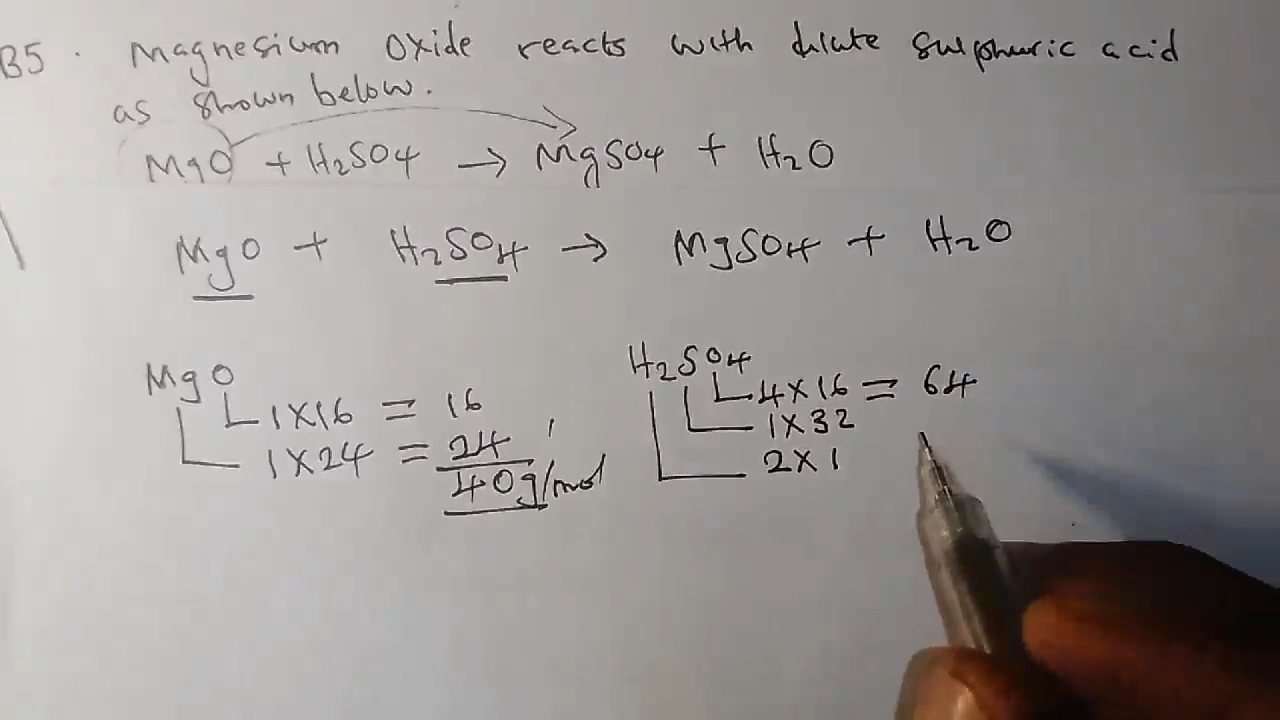 B5. Magnesium Oxide reacts with dilute Sulphuric acid
as shown below.
MgO + H2SO4 → MgSO4 + H2O
MgO + H2SO4 → MgSO4 + H2O
MgO
1X16 = 16
1X24 = 24
40g/mol
H2SO4
4X16 = 64
1X32
2X1